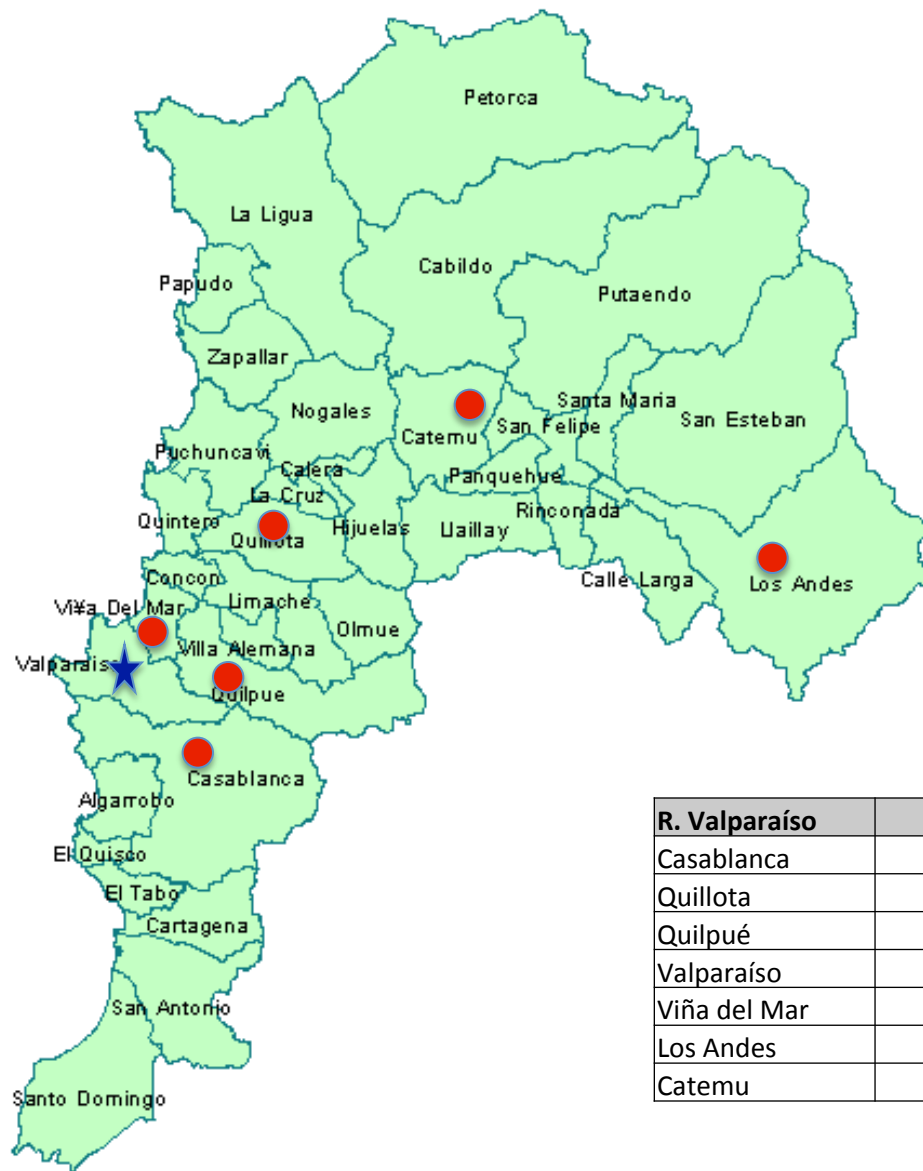 Petorca
La Ligua
Cabildo
Papudo
Putaendo
Zapallar
Santa Maria
Nogales
San Esteban
San Felipe
Catemu
Puchuncavi
Calera
Panquehue
La Cruz
Rinconada
Quintero
Hijuelas
Llaillay
Quillota
Concon
Calle Larga
Los Andes
Limache
Vi¥a Del Mar
Olmue
Villa Alemana
Valparais
Quilpue
Casablanca
Algarrobo
El Quisco
El Tabo
Cartagena
San Antonio
Santo Domingo
R. Valparaíso
Casablanca
Quillota
Quilpué
Valparaíso
Viña del Mar
Los Andes
Catemu